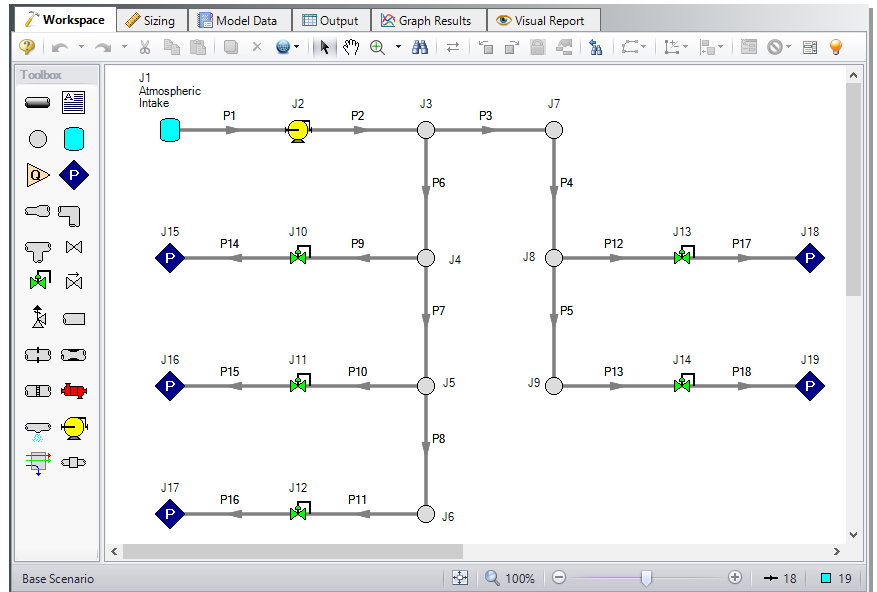 Workspace Sizing Model Data Output Graph Results Visual Report
Toolbox
J1
Atmospheric
Intake
P1
J2
P2
J3
P3
J7
P6
P4
J15
P14
J10
P9
J4
J8
P12
J13
P17
J18
P
P
P
Q
P7
P5
J16
P15
J11
P10
J5
J9
P13
J14
P18
J19
P
P
P8
J17
P16
J12
P11
J6
P
Base Scenario
100%
18
19